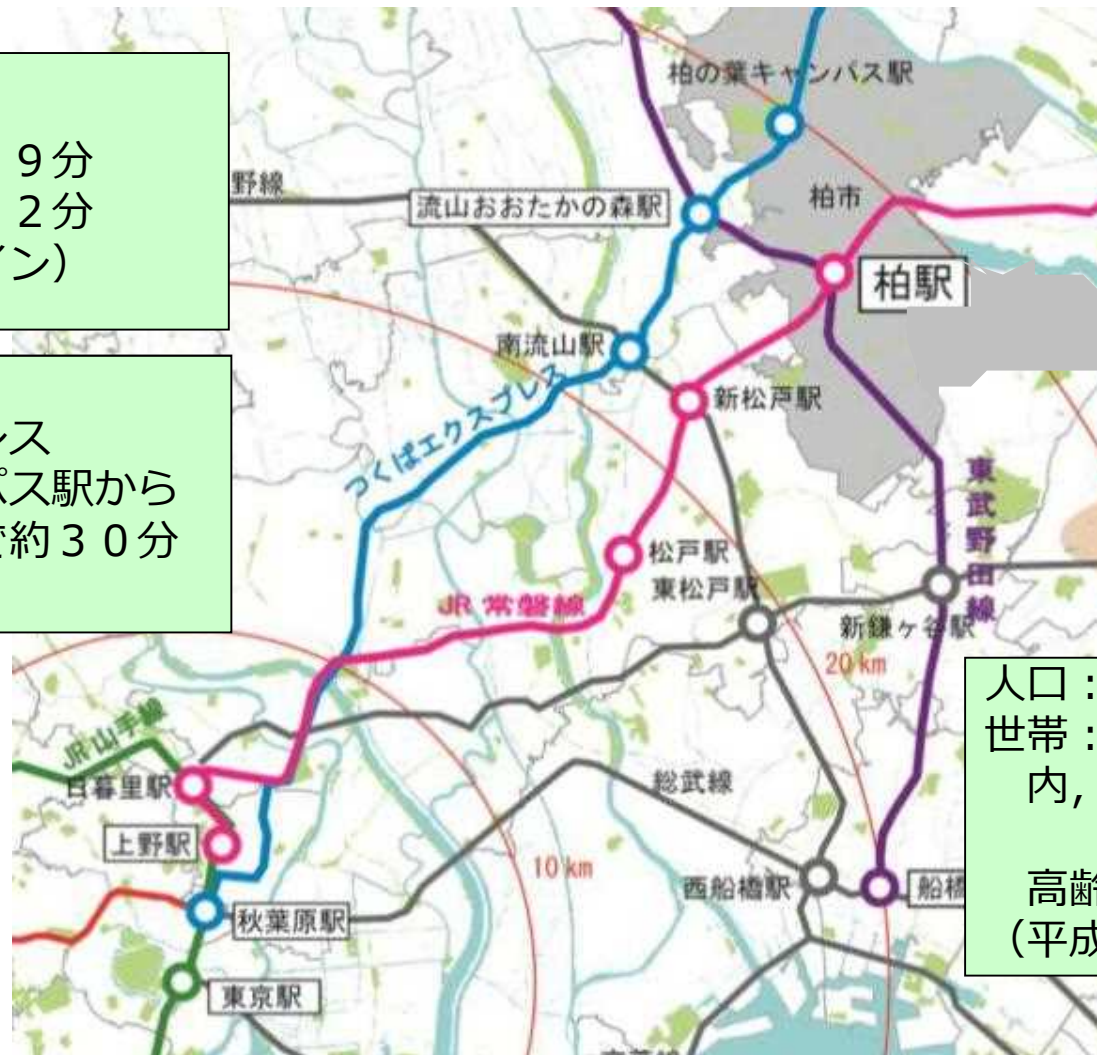 ９分
２分
イン）
レス
パス駅から
で約３０分
野線
柏の葉キャンパス駅
流山おおたかの森駅
柏市
柏駅
南流山駅
新松戸駅
つくばエクスプレス
東武野田線
松戸駅
東松戸駅
JR 常磐線
新鎌ヶ谷駅
20 km
JR 山手線
日暮里駅
上野駅
総武線
10 km
西船橋駅
船橋
秋葉原駅
東京駅
人口：
世帯：
内，
高齢
（平成